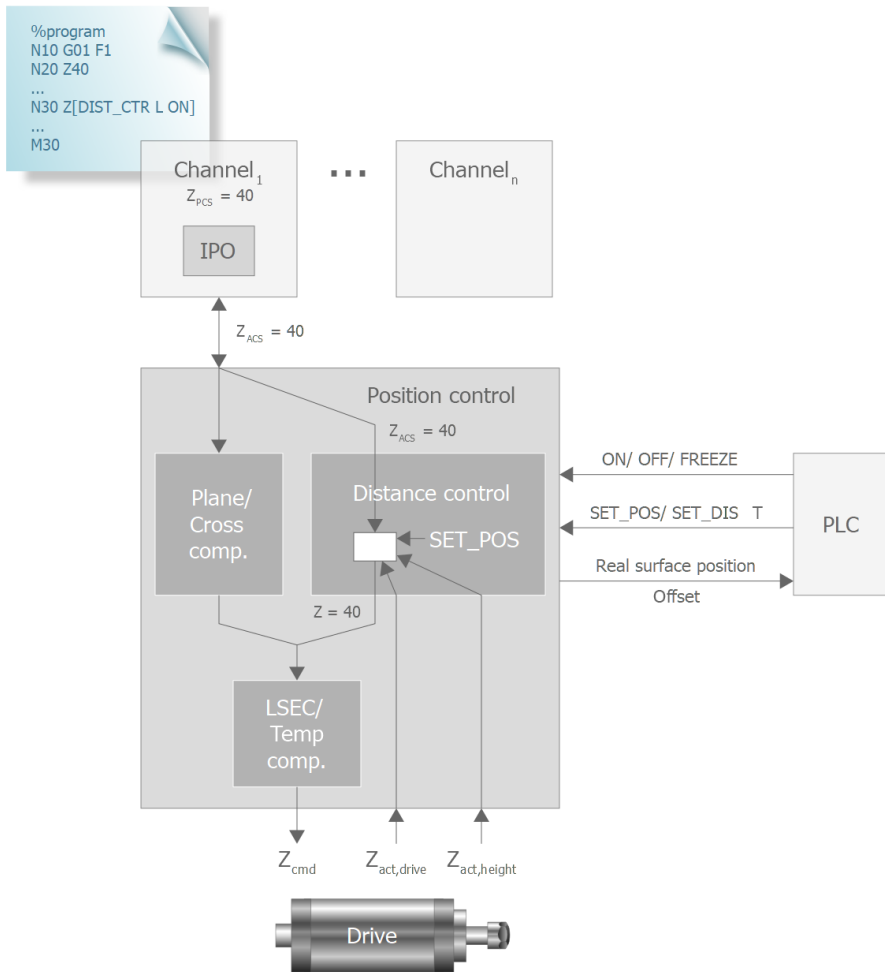 %program
N10 G01 F1
N20 Z40
...
N30 Z[DIST_CTR L ON]
...
M30
Channel1
...
Channeln
ZPCS = 40
IPO
ZACS = 40
Position control
ZACS = 40
Plane/
Cross
comp.
Distance control
SET_POS
Z = 40
LSEC/
Temp
comp.
ON/ OFF/ FREEZE
SET_POS/ SET_DIS T
Real surface position
Offset
PLC
Zcmd
Zact,drive
Zact,height
Drive